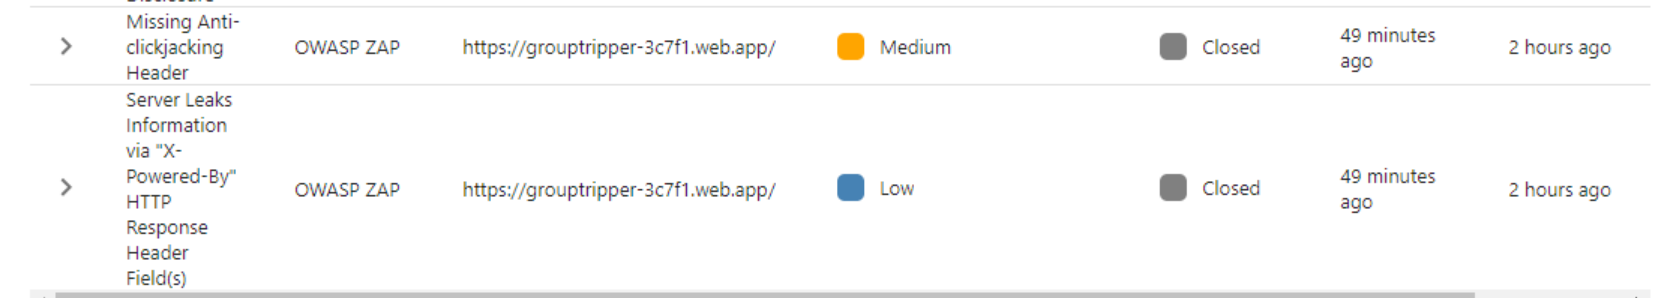 Missing Anti-
clickjacking
Header
OWASP ZAP
https://grouptripper-3c7f1.web.app/
Medium
Closed
49 minutes
ago
2 hours ago
Server Leaks
Information
via "X-
Powered-By"
HTTP
Response
Header
Field(s)
OWASP ZAP
https://grouptripper-3c7f1.web.app/
Low
Closed
49 minutes
ago
2 hours ago